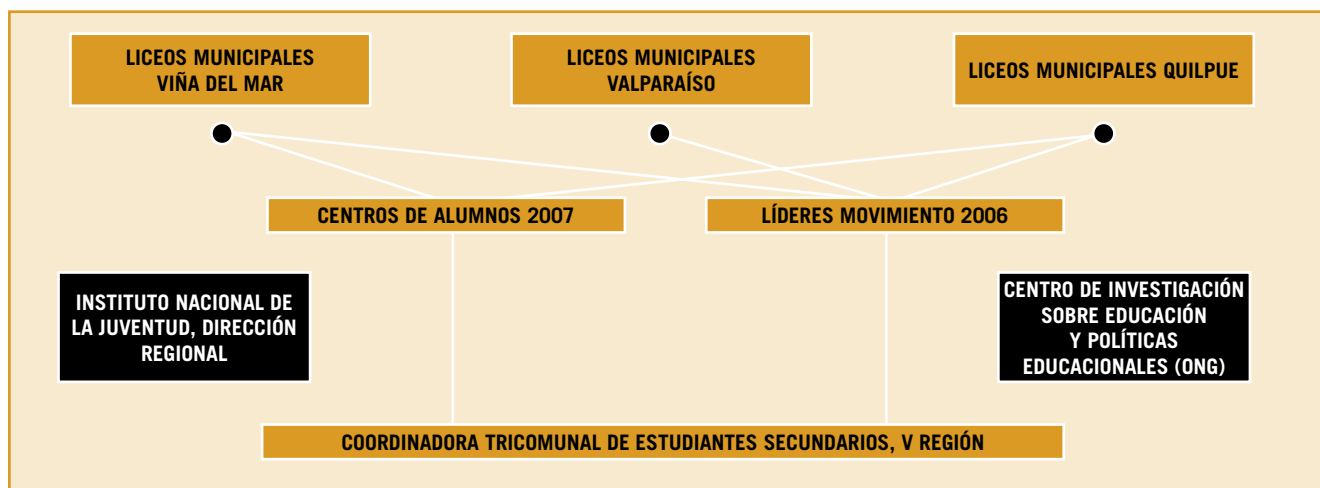 LICEOS MUNICIPALES
VIÑA DEL MAR
LICEOS MUNICIPALES
VALPARAÍSO
LICEOS MUNICIPALES QUILPUE
CENTROS DE ALUMNOS 2007
LÍDERES MOVIMIENTO 2006
INSTITUTO NACIONAL DE
LA JUVENTUD, DIRECCIÓN
REGIONAL
CENTRO DE INVESTIGACIÓN
SOBRE EDUCACIÓN
Y POLÍTICAS
EDUCACIONALES (ONG)
COORDINADORA TRICOMUNAL DE ESTUDIANTES SECUNDARIOS, V REGIÓN